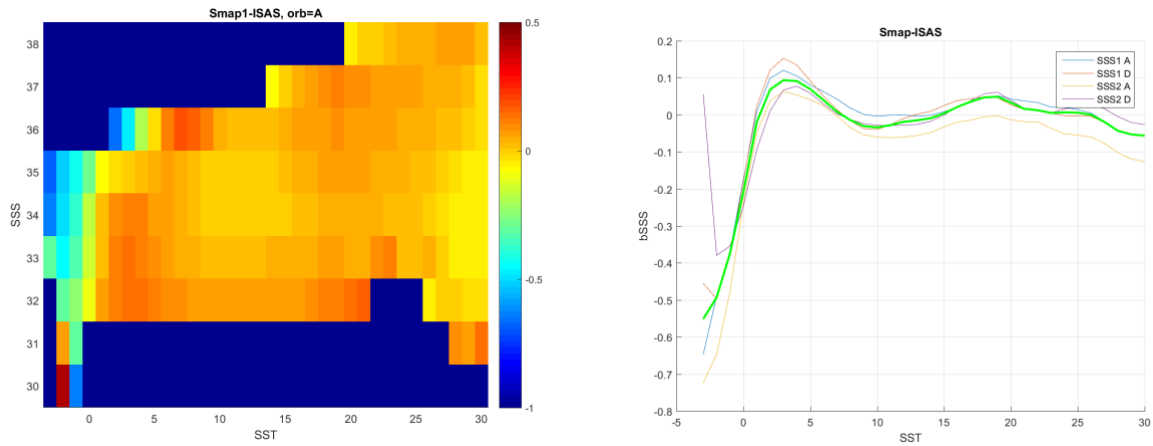 Smap1-ISAS, orb=A
SSS
38
37
36
35
34
33
32
31
30
0 5 10 15 20 25 30
SST
0.5
0
-0.5
-1
Smap-ISAS
bSSS
0.2
0.1
0
-0.1
-0.2
-0.3
-0.4
-0.5
-0.6
-0.7
-0.8
-5 0 5 10 15 20 25 30
SST
SSS1 A
SSS1 D
SSS2 A
SSS2 D